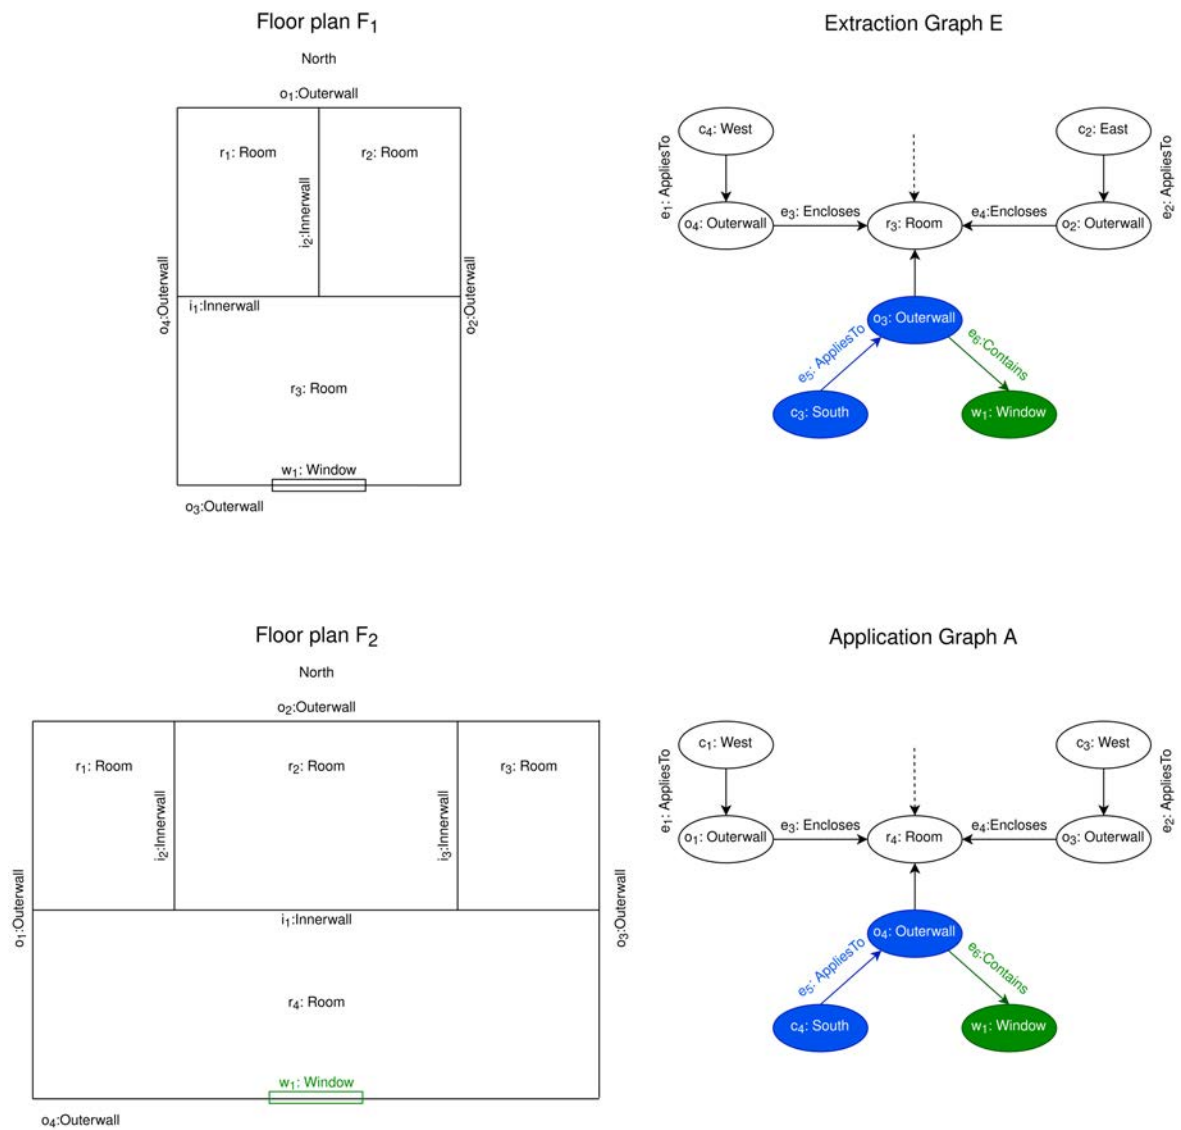 Floor plan F₁
North
o₁:Outerwall
r₁: Room
r₂: Room
i₂:Innerwall
o₄:Outerwall
i₁:Innerwall
o₂:Outerwall
r₃: Room
w₁: Window
o₃:Outerwall
Extraction Graph E
c₄: West
c₂: East
e₁: AppliesTo
e₂: AppliesTo
o₄: Outerwall
e₃: Encloses
r₃: Room
e₄:Encloses
o₂: Outerwall
o₃: Outerwall
e₅: AppliesTo
e₆:Contains
c₃: South
w₁: Window
Floor plan F₂
North
o₂:Outerwall
r₁: Room
r₂: Room
r₃: Room
i₂:Innerwall
i₃:Innerwall
o₁:Outerwall
i₁:Innerwall
o₃:Outerwall
r₄: Room
w₁: Window
o₄:Outerwall
Application Graph A
c₁: West
c₃: West
e₁: AppliesTo
e₂: AppliesTo
o₁: Outerwall
e₃: Encloses
r₄: Room
e₄:Encloses
o₃: Outerwall
o₄: Outerwall
e₅: AppliesTo
e₆:Contains
c₄: South
w₁: Window